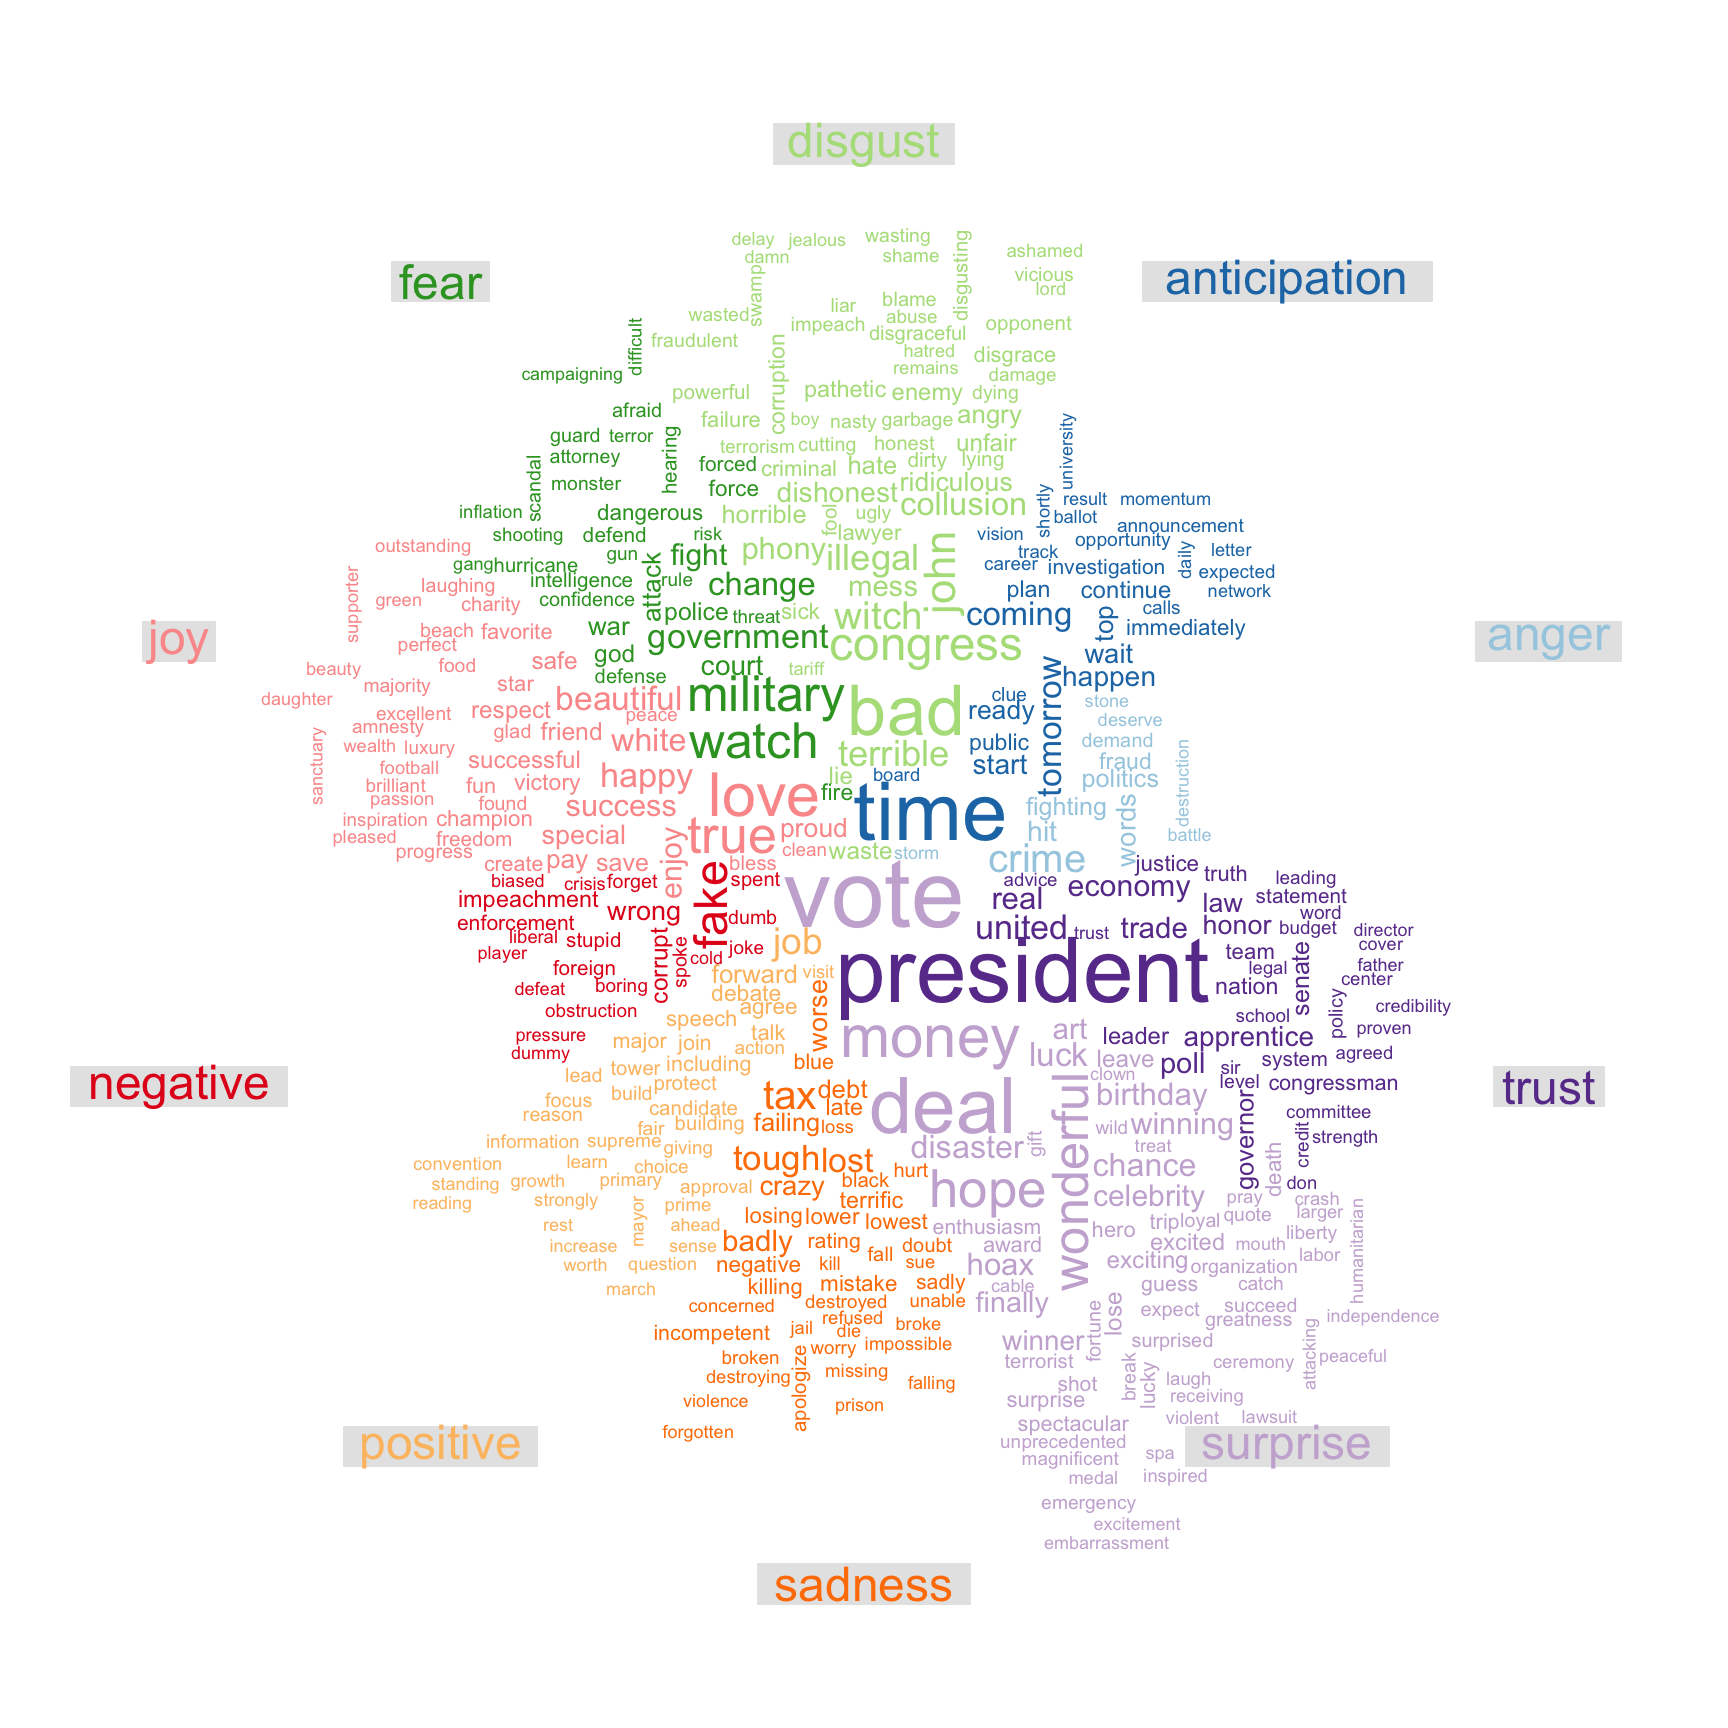 disgust
delay jealous wasting
damn shame disgusting ashamed
fear anticipation
swamp vicious
lord
liar blame
wasted impeach abuse opponent
difficult fraudulent disgraceful
corruption hatred disgrace
campaigning remains damage
powerful pathetic enemy dying
afraid failure boy nasty garbage angry
guard terror hearing terrorism cutting honest unfair university
attorney forced criminal hate dirty lying
scandal monster force dishonest ridiculous shortly result momentum
inflation dangerous horrible fool ugly collusion ballot announcement
shooting defend risk lawyer vision opportunity
outstanding gun fight phony illegal john track daily letter
supporter gang hurricane attack career investigation expected
laughing intelligence rule change mess plan continue network
green charity confidence police threat sick witch coming top calls
joy beach favorite war government congress immediately anger
perfect god wait
beauty food safe court tariff tomorrow happen
daughter majority star defense military bad clue stone
excellent respect beautiful peace ready deserve
amnesty glad friend white watch public demand
wealth luxury successful terrible start fraud destruction
sanctuary football fun victory happy lie board politics
brilliant
passion found success love fire time fighting words
inspiration champion special true proud hit battle
pleased freedom enjoy clean waste storm crime
progress create pay save bless justice
biased crisis forget fake spent vote advice economy truth leading
impeachment wrong real law statement
enforcement dumb united trust trade honor word budget
liberal stupid corrupt spoke joke job director
player cold president team senate cover
foreign forward visit legal father
defeat boring debate worse nation center
obstruction agree school policy credibility
pressure speech talk money art leader apprentice proven
dummy major join action luck leave poll system agreed
negative lead tower including blue clown sir trust
build protect tax debt deal wonderful birthday level congressman
focus candidate late governor committee
reason fair building failing loss wild winning credit strength
information supreme giving disaster gift treat
convention learn choice tough lost chance death
standing growth primary approval crazy black hurt hope celebrity don
reading strongly prime terrific pray crash
mayor losing lower lowest enthusiasm hero trip loyal quote larger humanitarian
rest ahead liberty
increase sense badly rating fall doubt award excited mouth labor
worth question negative kill sue hoax exciting organization
march killing mistake sadly cable guess catch
concerned destroyed unable finally fortune lose expect succeed
refused greatness independence
incompetent jail die broke winner surprised attacking
worry impossible
broken terrorist break ceremony peaceful
destroying apologize missing falling shot lucky laugh
violence prison surprise receiving
forgotten spectacular violent lawsuit
positive unprecedented surprise
magnificent spa
medal inspired
emergency
excitement
embarrassment
sadness